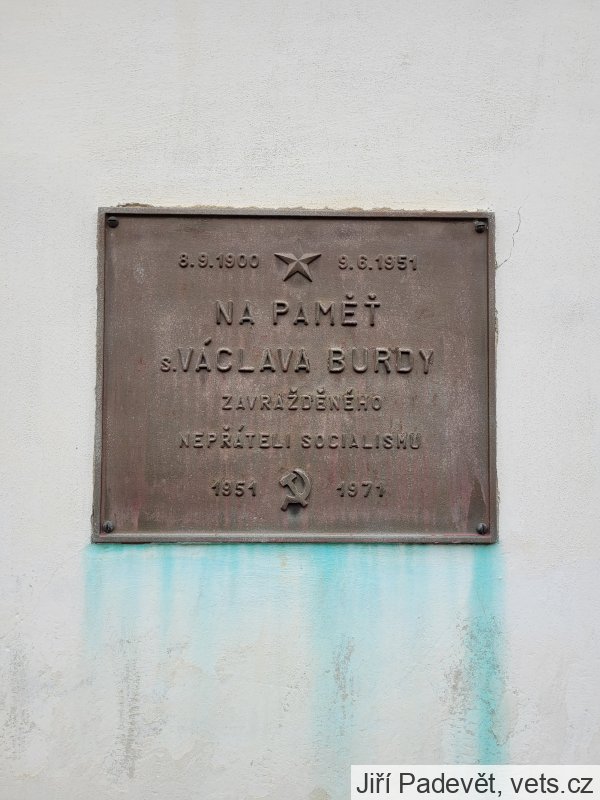 8.9.1900 9.6.1951
NA PAMĚŤ
s. VÁCLAVA BURDY
ZAVRAŽDĚNÉHO
NEPŘÁTELI SOCIALISMU
1951 1971
Jiří Padevět, vets.cz